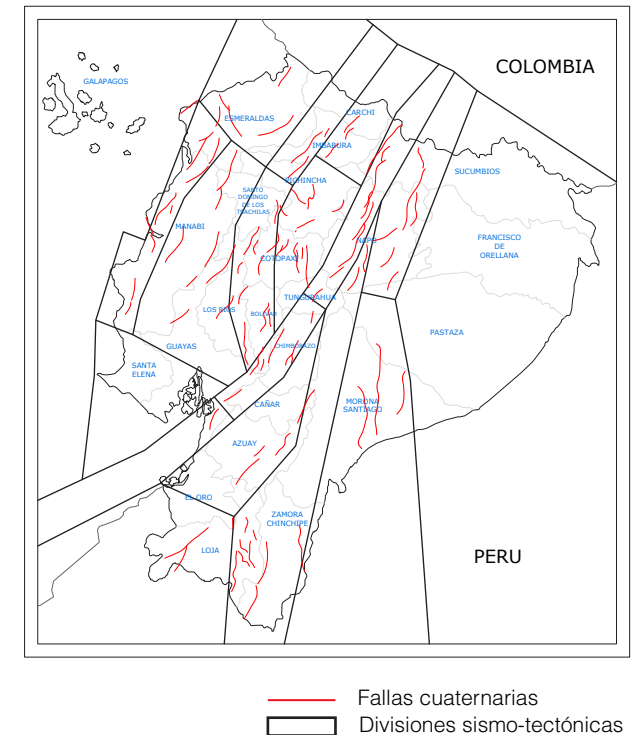 COLOMBIA
GALAPAGOS
CARCHI
ESMERALDAS
IMBABURA
SUCUMBIOS
PICHINCHA
SANTO
DOMINGO
DE LOS
TSACHILAS
MANABI
FRANCISCO
DE
ORELLANA
NAPO
COTOPAXI
TUNGURAHUA
LOS RIOS
BOLIVAR
PASTAZA
GUAYAS
CHIMBORAZO
SANTA
ELENA
MORONA
SANTIAGO
CAÑAR
AZUAY
EL ORO
ZAMORA
CHINCHIPE
LOJA
PERU
Fallas cuaternarias
Divisiones sismo-tectónicas